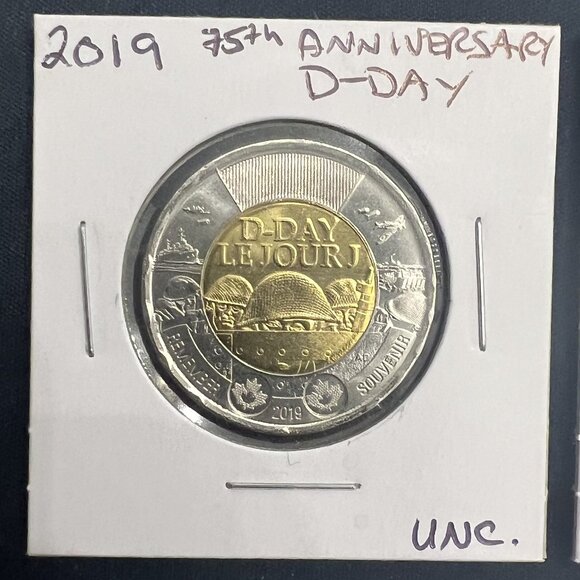 2019 75th ANNIVERSARY
D-DAY
D-DAY
LE JOUR J
REMEMBER
2019
SOUVENIR
UNC.